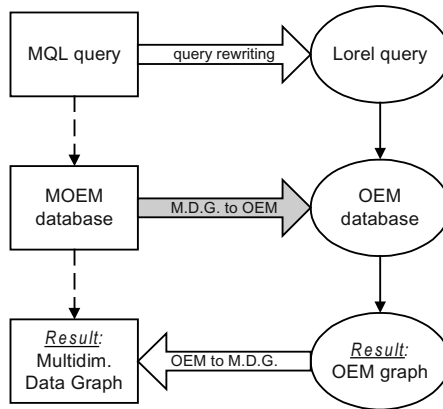 MQL query
query rewriting
Lorel query
MOEM
database
M.D.G. to OEM
OEM
database
Result:
Multidim.
Data Graph
OEM to M.D.G.
Result:
OEM graph